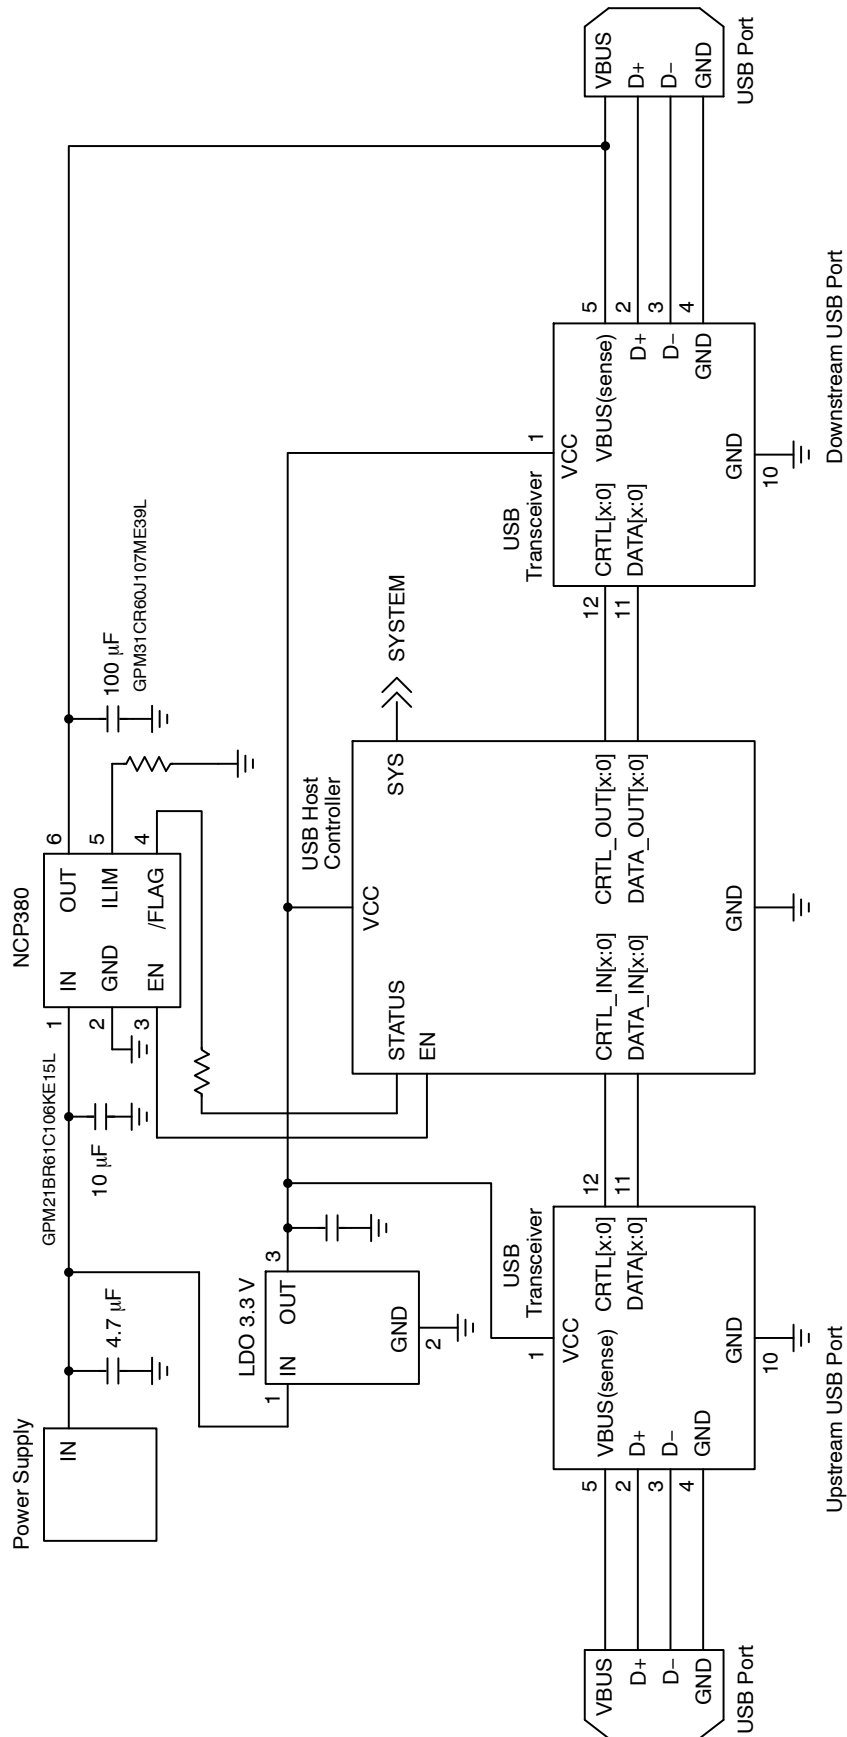 Power Supply
IN
4.7 μF
GPM21BR61C106KE15L
10 μF
NCP380
1
IN
OUT
6
2
GND
ILIM
5
3
EN
/FLAG
4
100 μF
GPM31CR60J107ME39L
LDO 3.3 V
1
IN
OUT
3
GND
2
USB Host
Controller
VCC
STATUS
EN
SYS
SYSTEM
CRTL_IN[x:0]
CRTL_OUT[x:0]
DATA_IN[x:0]
DATA_OUT[x:0]
GND
USB
Transceiver
1
VCC
5
VBUS(sense)
CRTL[x:0]
12
2
D+
DATA[x:0]
11
3
D−
4
GND
GND
10
VBUS
D+
D−
GND
USB Port
Upstream USB Port
USB
Transceiver
1
VCC
12
CRTL[x:0]
VBUS(sense)
5
11
DATA[x:0]
D+
2
D−
3
GND
4
GND
10
VBUS
D+
D−
GND
USB Port
Downstream USB Port